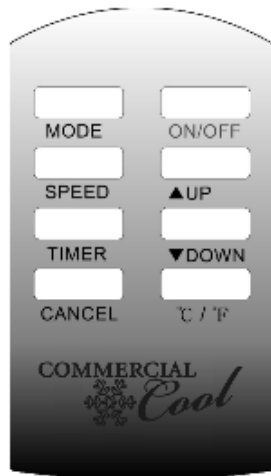 MODE ON/OFF
SPEED ▲UP
TIMER ▼DOWN
CANCEL ℃ / ℉
COMMERCIAL
Cool